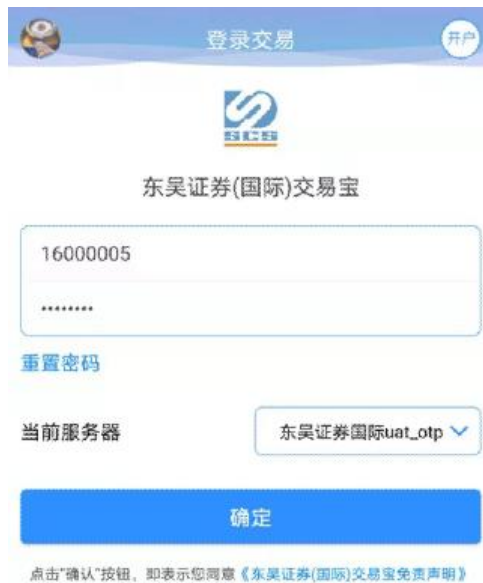 登录交易
开户
SCS
东吴证券(国际)交易宝
16000005
••••••••
重置密码
当前服务器
东吴证券国际uat_otp
确定
点击"确认"按钮，即表示您同意《东吴证券(国际)交易宝免责声明》